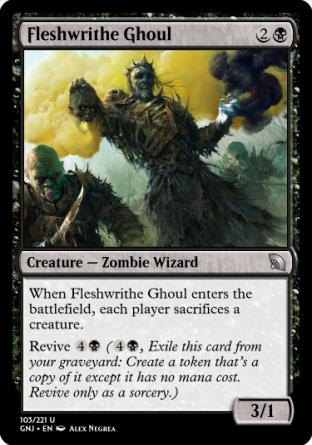 Fleshwrithe Ghoul 2
Creature — Zombie Wizard
When Fleshwrithe Ghoul enters the
battlefield, each player sacrifices a
creature.
Revive 4 ( 4 , Exile this card from
your graveyard: Create a token that's a
copy of it except it has no mana cost.
Revive only as a sorcery.)
103/221 U
GNJ • EN Alex Negrea
3/1